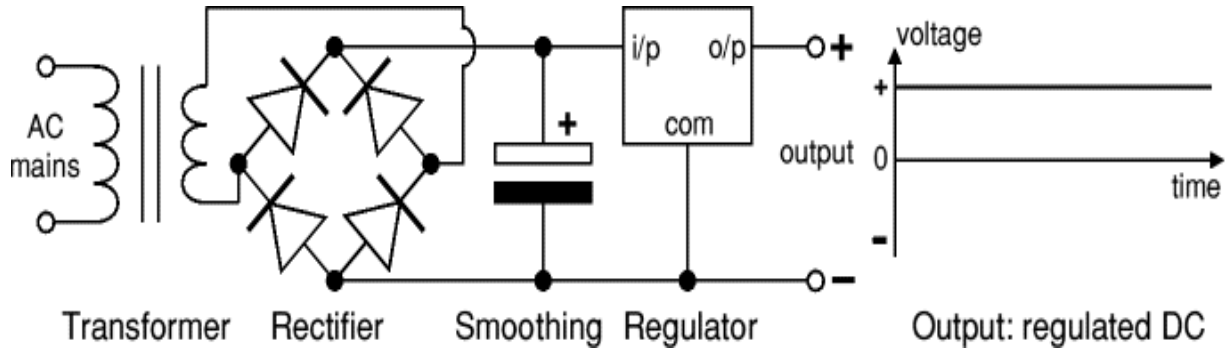 AC
mains
+
i/p o/p
com
+
-
voltage
+
output 0
-
time
Transformer Rectifier Smoothing Regulator Output: regulated DC